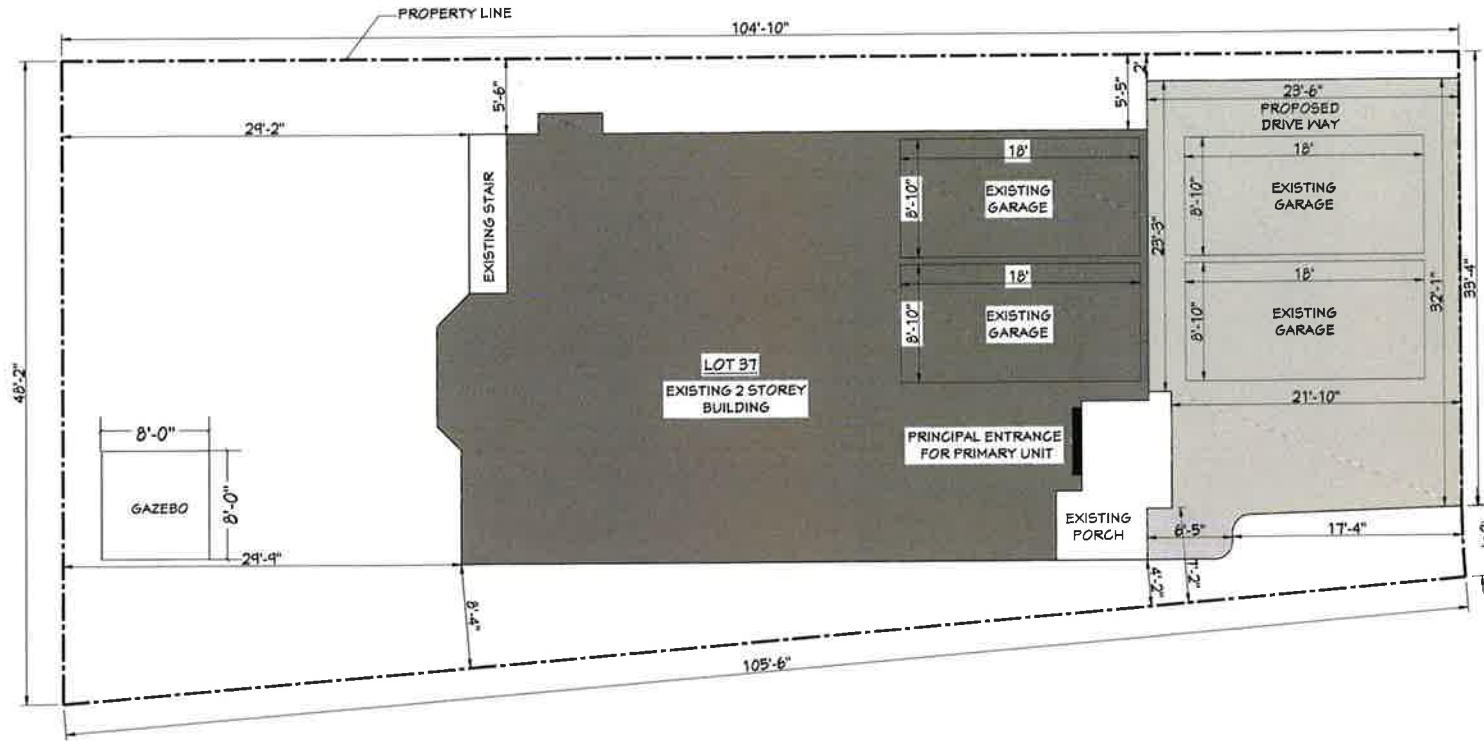 PROPERTY LINE
104'-10"
5'-6"
5'-5"
2'
23'-6"
PROPOSED
DRIVE WAY
29'-2"
18'
18'
EXISTING STAIR
8'-10"
EXISTING
GARAGE
8'-10"
EXISTING
GARAGE
23'-3"
18'
18'
8'-10"
EXISTING
GARAGE
8'-10"
EXISTING
GARAGE
32'-1"
33'-4"
48'-2"
LOT 37
EXISTING 2 STOREY
BUILDING
21'-10"
8'-0"
PRINCIPAL ENTRANCE
FOR PRIMARY UNIT
GAZEBO
8'-0"
EXISTING
PORCH
6'-5"
17'-4"
29'-9"
8'-4"
4'-2"
7'-2"
105'-6"